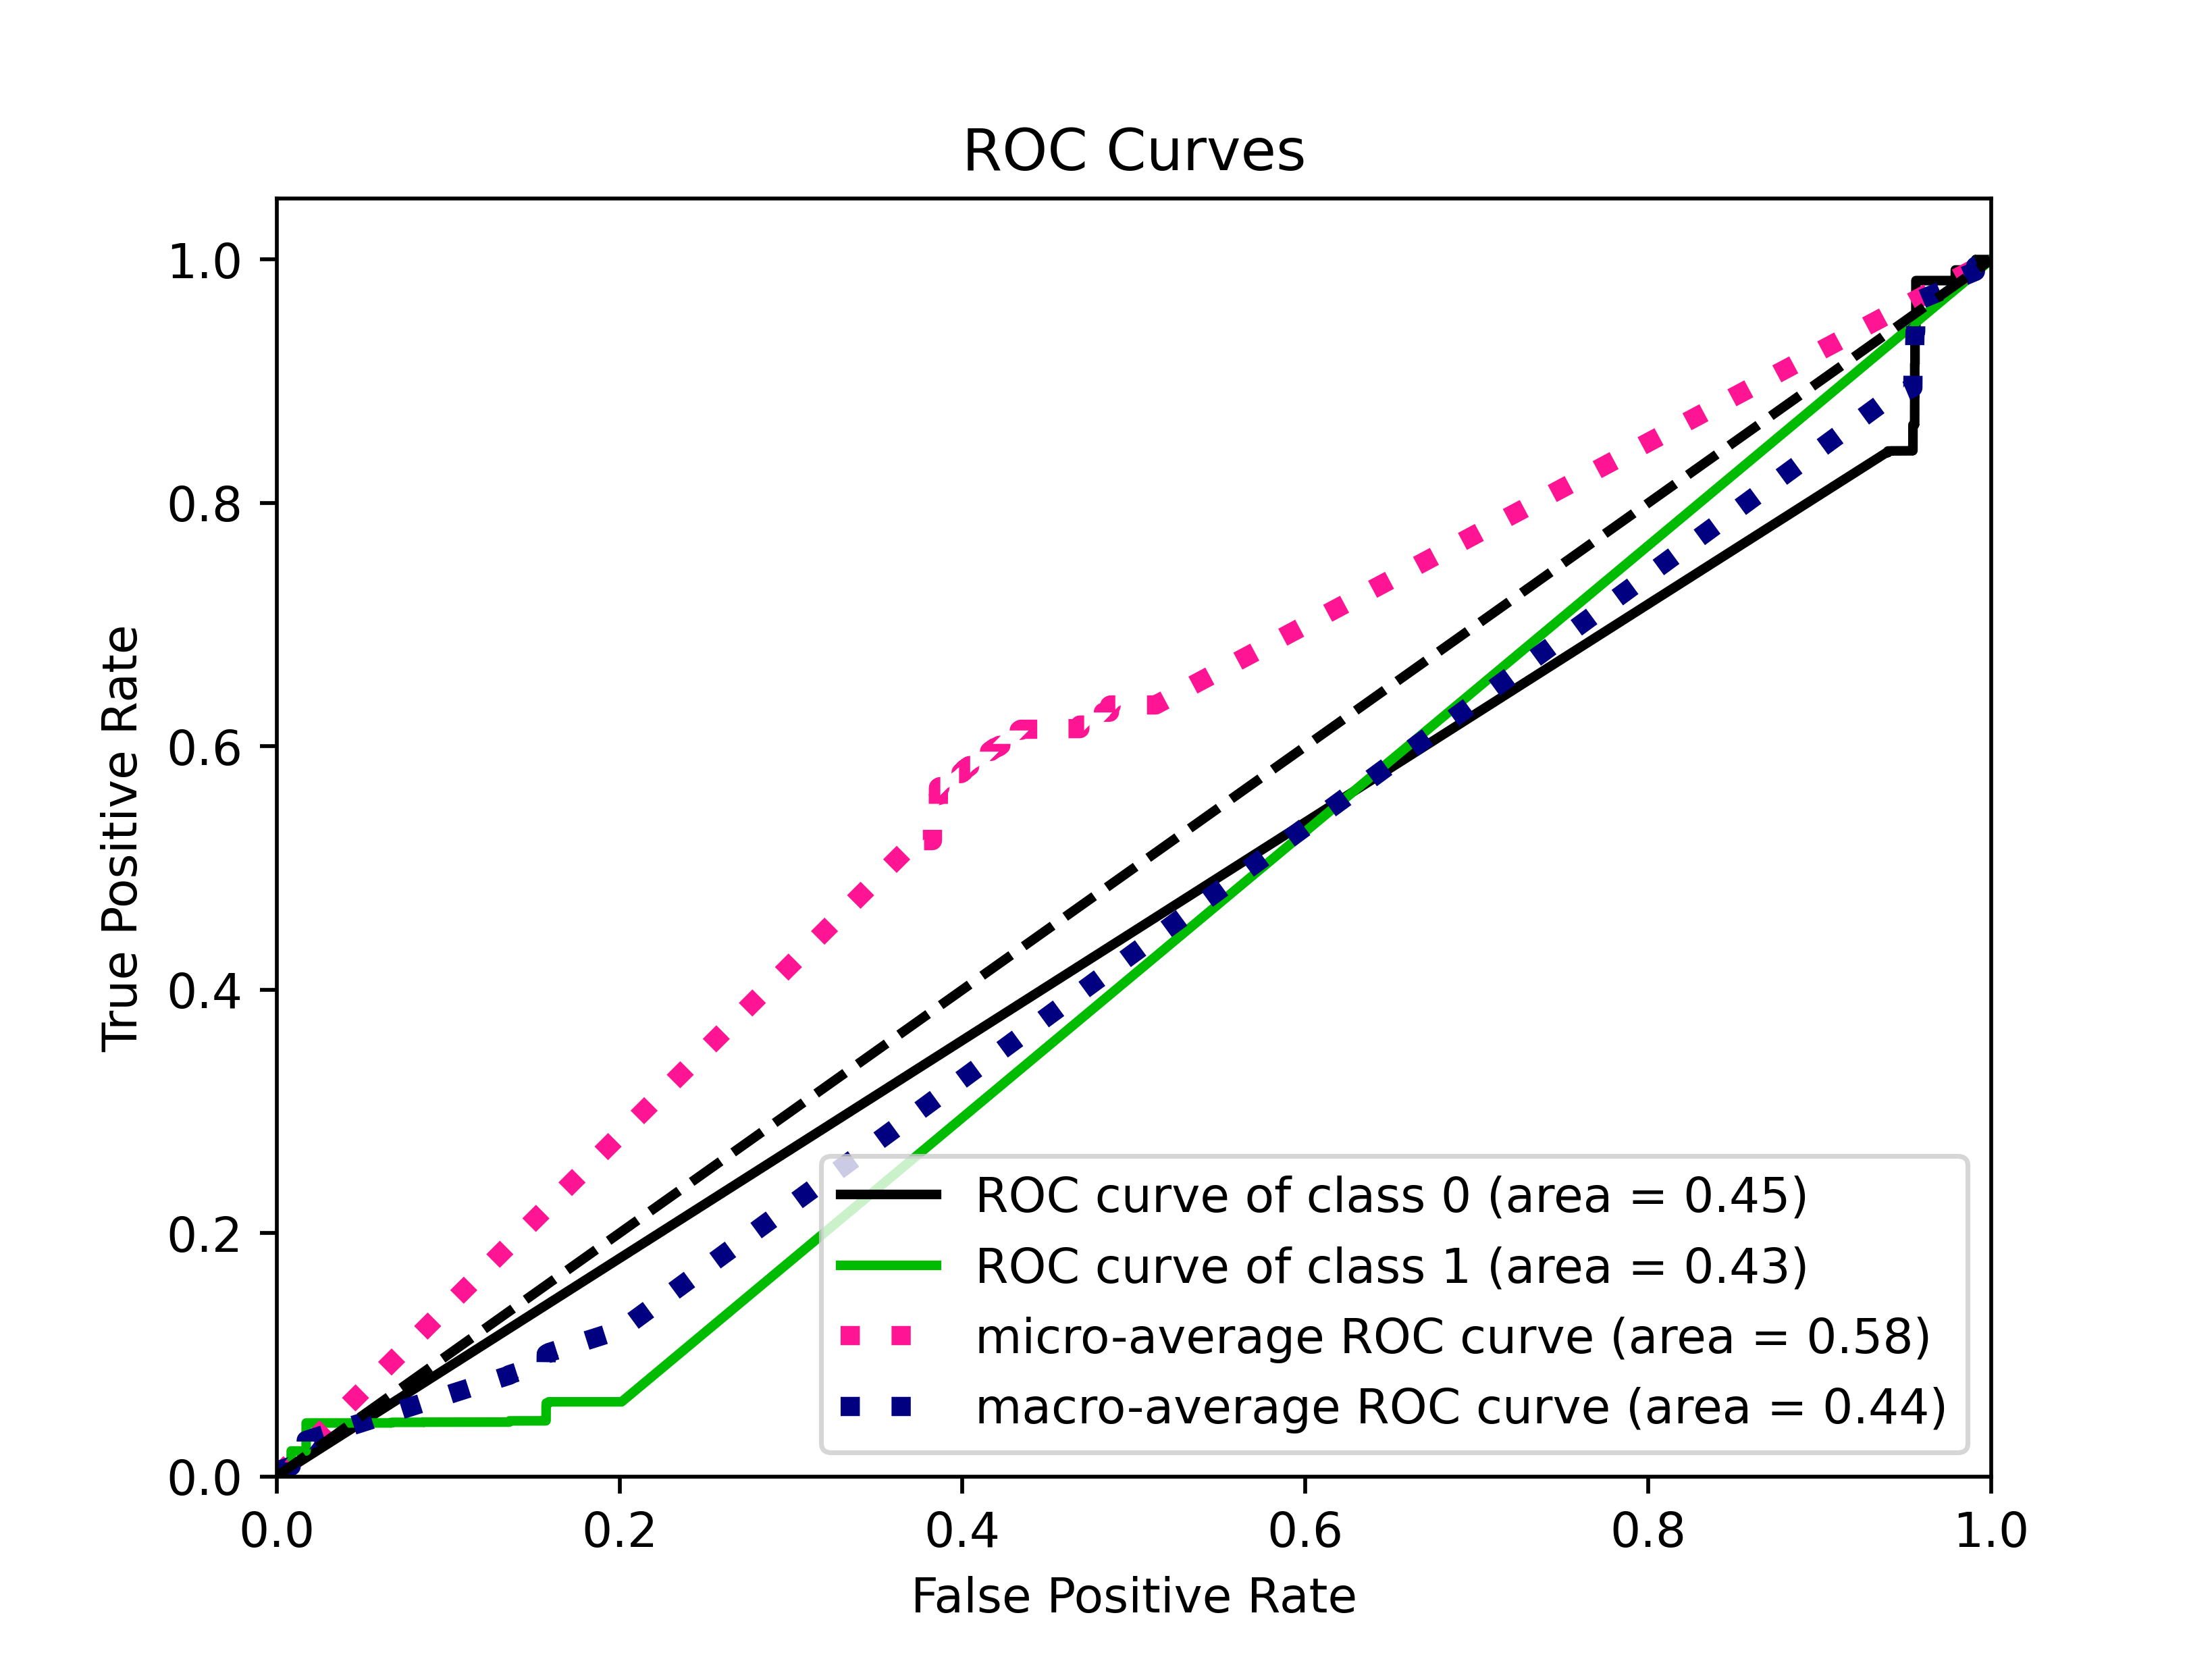 ROC Curves
True Positive Rate
1.0
0.8
0.6
0.4
0.2
0.0
ROC curve of class 0 (area = 0.45)
ROC curve of class 1 (area = 0.43)
micro-average ROC curve (area = 0.58)
macro-average ROC curve (area = 0.44)
0.0 0.2 0.4 0.6 0.8 1.0
False Positive Rate